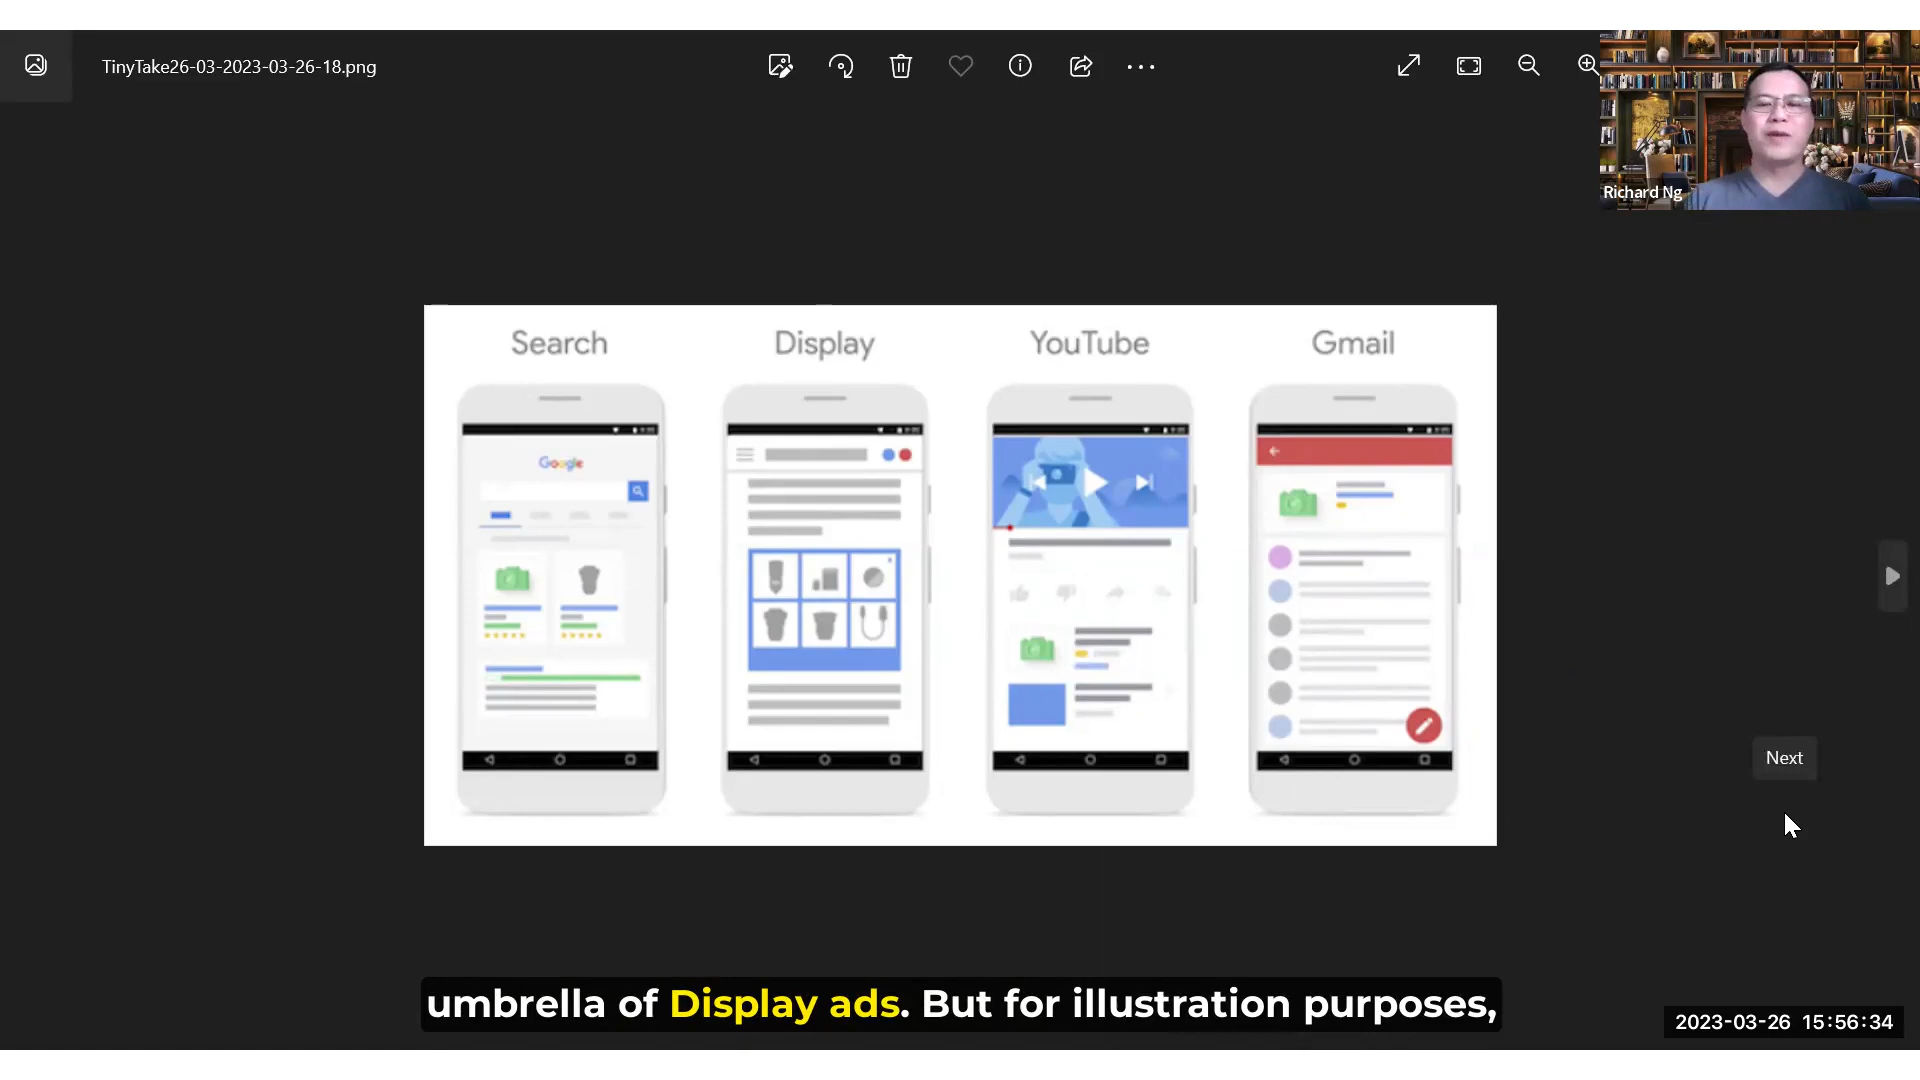 TinyTake26-03-2023-03-26-18.png
Richard Ng
Search Display YouTube Gmail
Google
Next
umbrella of Display ads. But for illustration purposes,
2023-03-26 15:56:34